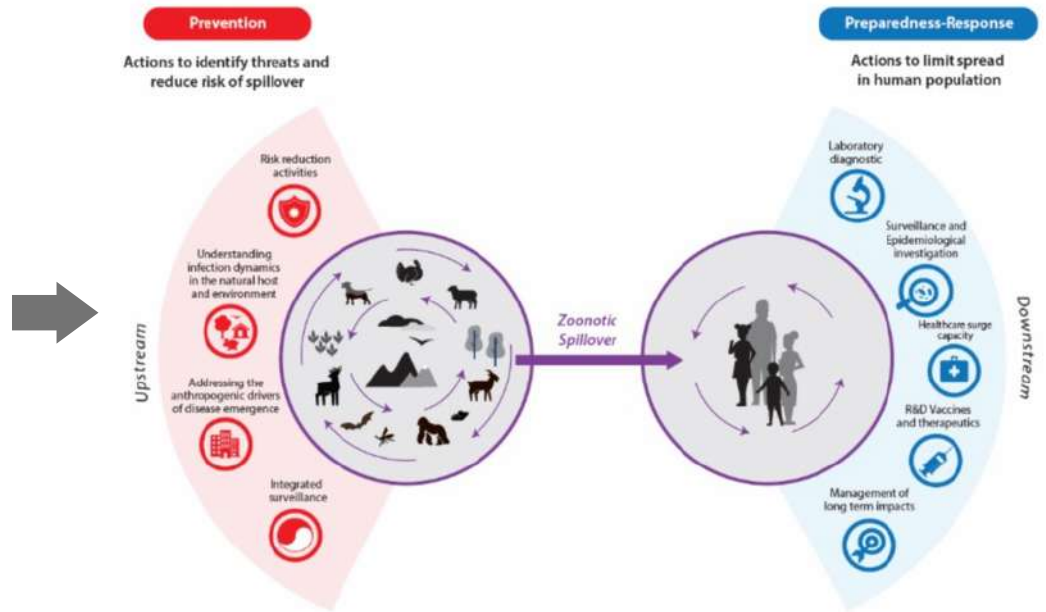 Prevention
Actions to identify threats and
reduce risk of spillover
Risk reduction
activities
Understanding
infection dynamics
in the natural host
and environment
Addressing the
anthropogenic drivers
of disease emergence
Integrated
surveillance
Upstream
Zoonotic
Spillover
Preparedness-Response
Actions to limit spread
in human population
Laboratory
diagnostic
Surveillance and
Epidemiological
investigation
Healthcare surge
capacity
R&D Vaccines
and therapeutics
Management of
long term impacts
Downstream